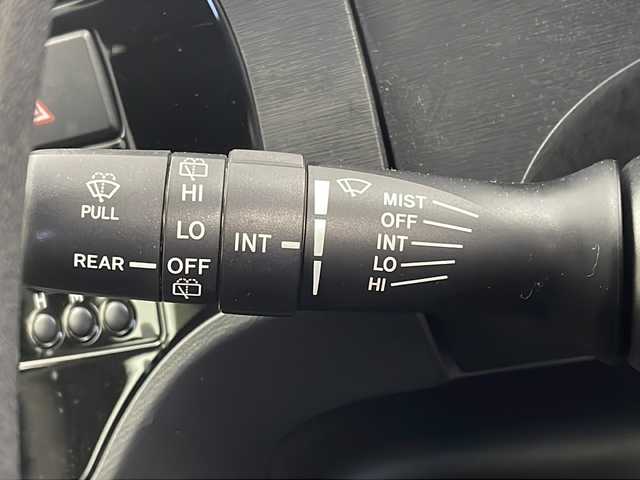 PULL
REAR
HI
LO
OFF
INT
MIST
OFF
INT
LO
HI